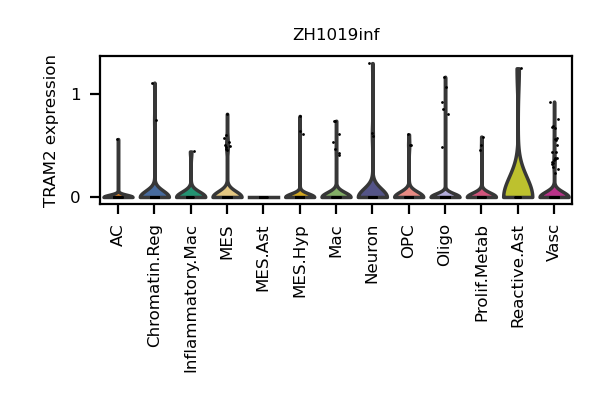 ZH1019inf
TRAM2 expression
1
0
AC
Chromatin.Reg
Inflammatory.Mac
MES
MES.Ast
MES.Hyp
Mac
Neuron
OPC
Oligo
Prolif.Metab
Reactive.Ast
Vasc